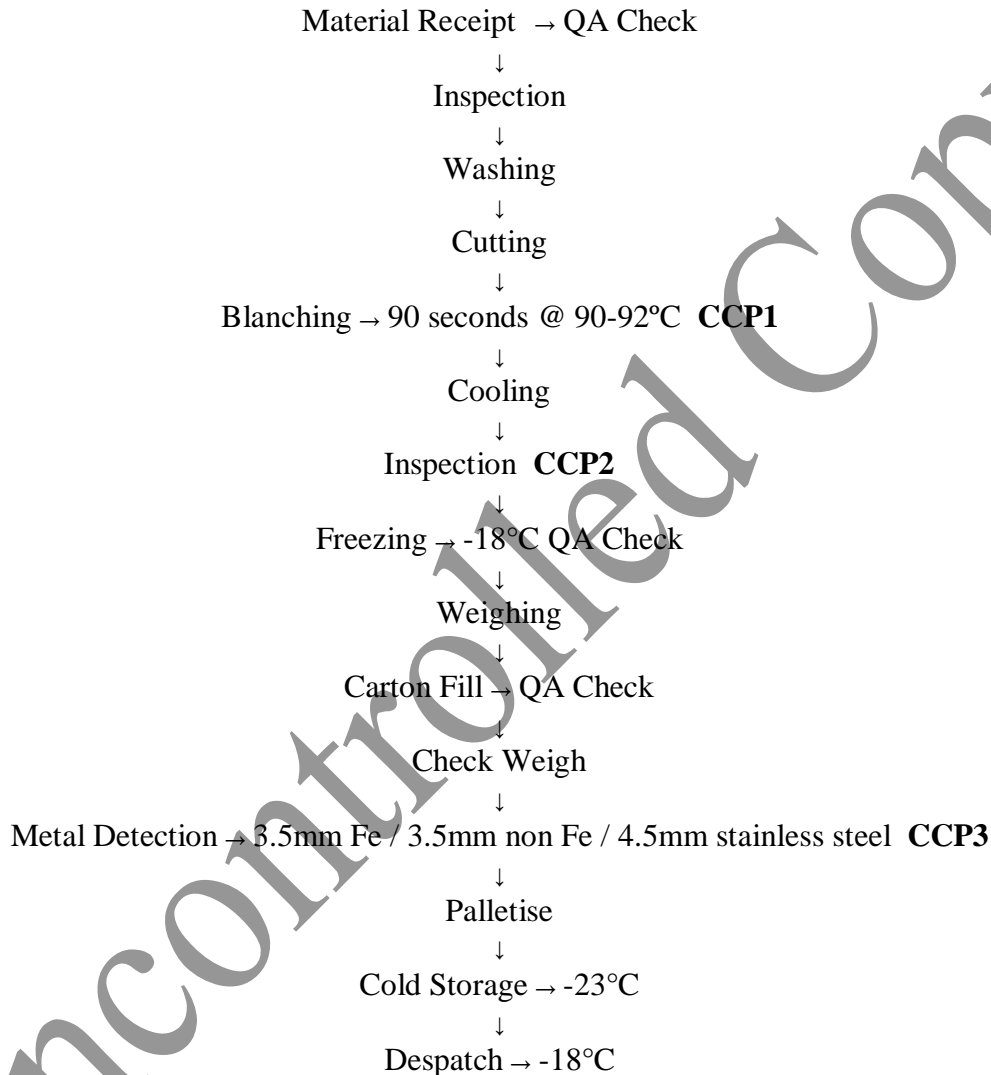 Material Receipt → QA Check
↓
Inspection
↓
Washing
↓
Cutting
↓
Blanching → 90 seconds @ 90-92ºC CCP1
↓
Cooling
↓
Inspection CCP2
↓
Freezing → -18°C QA Check
↓
Weighing
↓
Carton Fill → QA Check
↓
Check Weigh
↓
Metal Detection → 3.5mm Fe / 3.5mm non Fe / 4.5mm stainless steel CCP3
↓
Palletise
↓
Cold Storage → -23°C
↓
Despatch → -18°C
ncontrolled Cop